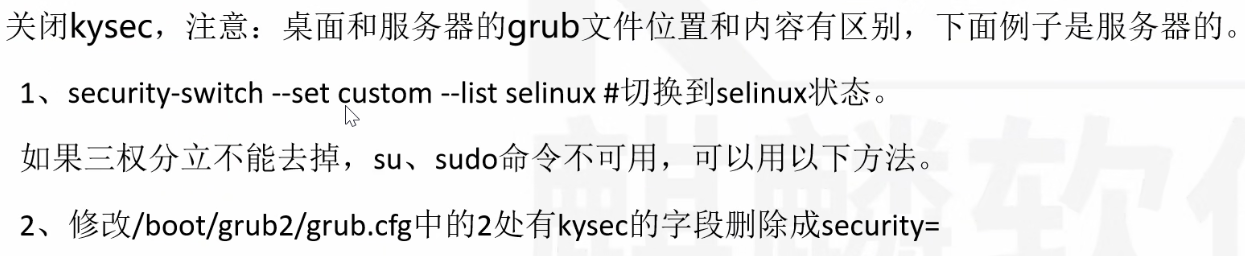 关闭kysec，注意：桌面和服务器的grub文件位置和内容有区别，下面例子是服务器的。
1、security-switch --set custom --list selinux #切换到selinux状态。
如果三权分立不能去掉，su、sudo命令不可用，可以用以下方法。
2、修改/boot/grub2/grub.cfg中的2处有kysec的字段删除成security=
麒麟软